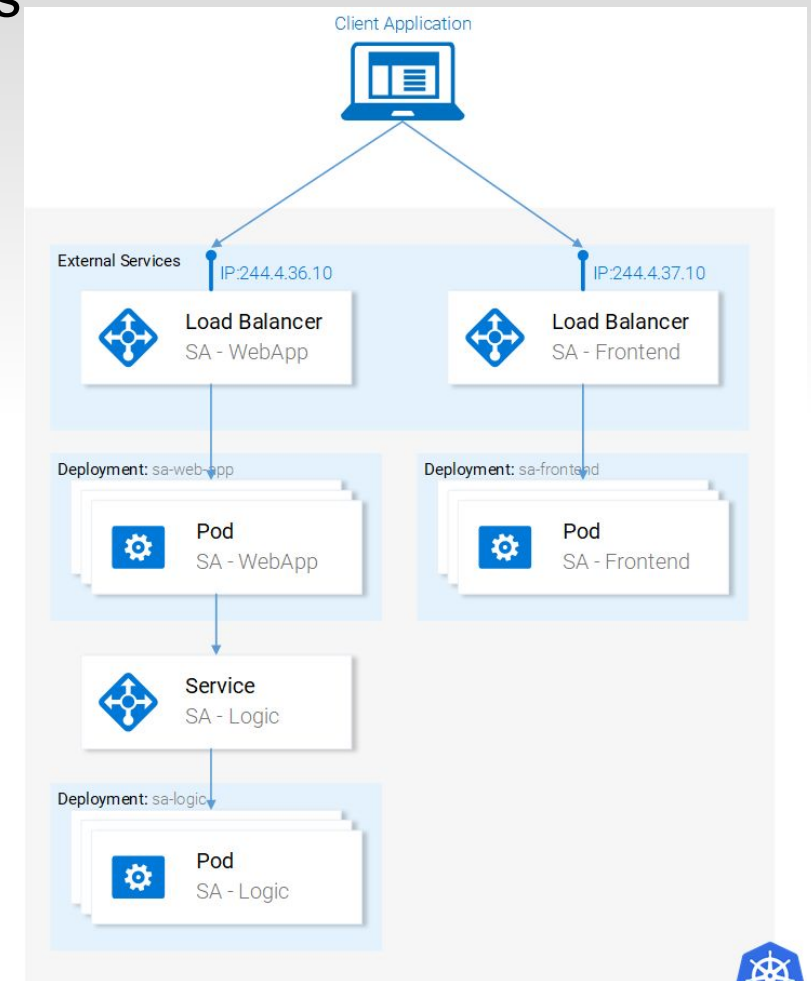 s
Client Application
External Services
IP:244.4.36.10
IP:244.4.37.10
Load Balancer
SA - WebApp
Load Balancer
SA - Frontend
Deployment: sa-web-app
Deployment: sa-frontend
Pod
SA - WebApp
Pod
SA - Frontend
Service
SA - Logic
Deployment: sa-logic
Pod
SA - Logic